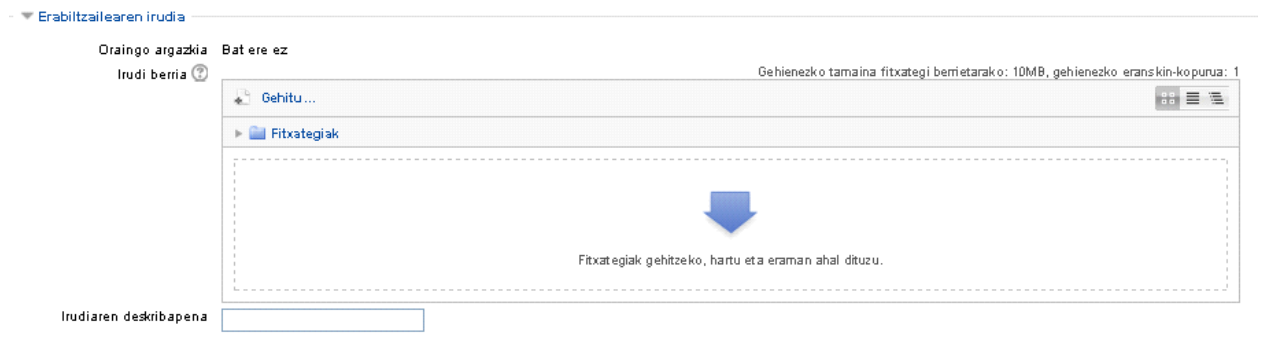 Erabiltzailearen irudia
Oraingo argazkia Bat ere ez
Irudi berria
Gehienezko tamaina fitxategi berrietarako: 10MB, gehienezko eranskin-kopurua: 1
Gehitu...
Fitxategiak
Fitxategiak gehitzeko, hartu eta eraman ahal dituzu.
Irudiaren deskribapena